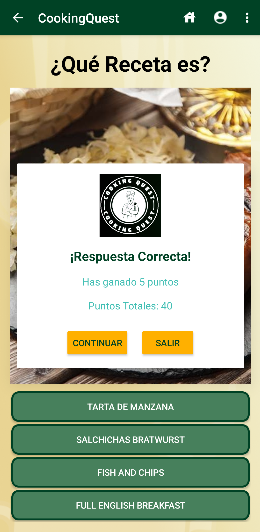 CookingQuest
¿Qué Receta es?
COOKING QUEST
COOKING QUEST
¡Respuesta Correcta!
Has ganado 5 puntos
Puntos Totales: 40
CONTINUAR
SALIR
TARTA DE MANZANA
SALCHICHAS BRATWURST
FISH AND CHIPS
FULL ENGLISH BREAKFAST